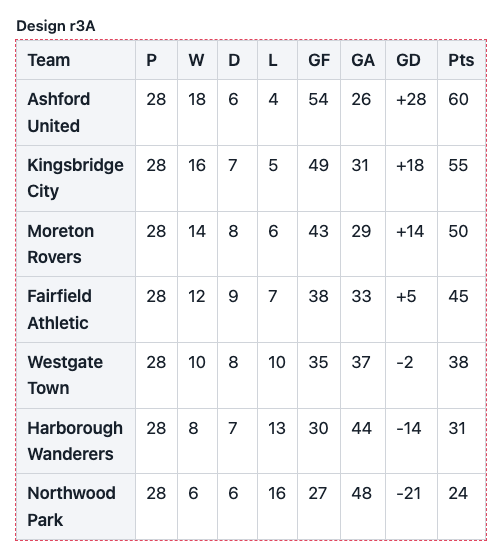 Design r3A
Team P W D L GF GA GD Pts
Ashford 28 18 6 4 54 26 +28 60
United
Kingsbridge 28 16 7 5 49 31 +18 55
City
Moreton 28 14 8 6 43 29 +14 50
Rovers
Fairfield 28 12 9 7 38 33 +5 45
Athletic
Westgate 28 10 8 10 35 37 -2 38
Town
Harborough 28 8 7 13 30 44 -14 31
Wanderers
Northwood 28 6 6 16 27 48 -21 24
Park